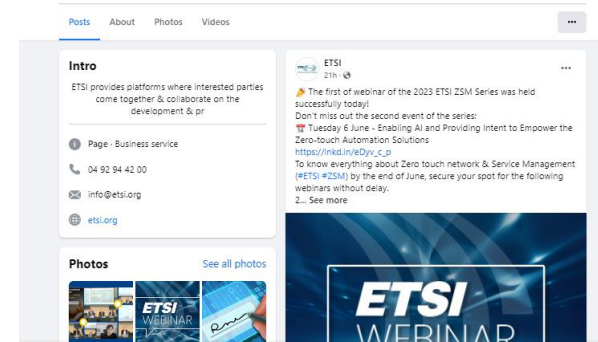 Posts About Photos Videos
Intro
ETSI provides platforms where interested parties
come together & collaborate on the
development & pr
Page · Business service
04 92 94 42 00
info@etsi.org
etsi.org
Photos See all photos
ETSI
WEBINAR
ETSI
21h ·
🎉 The first of webinar of the 2023 ETSI ZSM Series was held
successfully today!
Don't miss out the second event of the series:
📅 Tuesday 6 June - Enabling AI and Providing Intent to Empower the
Zero-touch Automation Solutions
https://lnkd.in/eDyv_c_p
To know everything about Zero touch network & Service Management
(#ETSI #ZSM) by the end of June, secure your spot for the following
webinars without delay.
2... See more
ETSI
WEBINAR